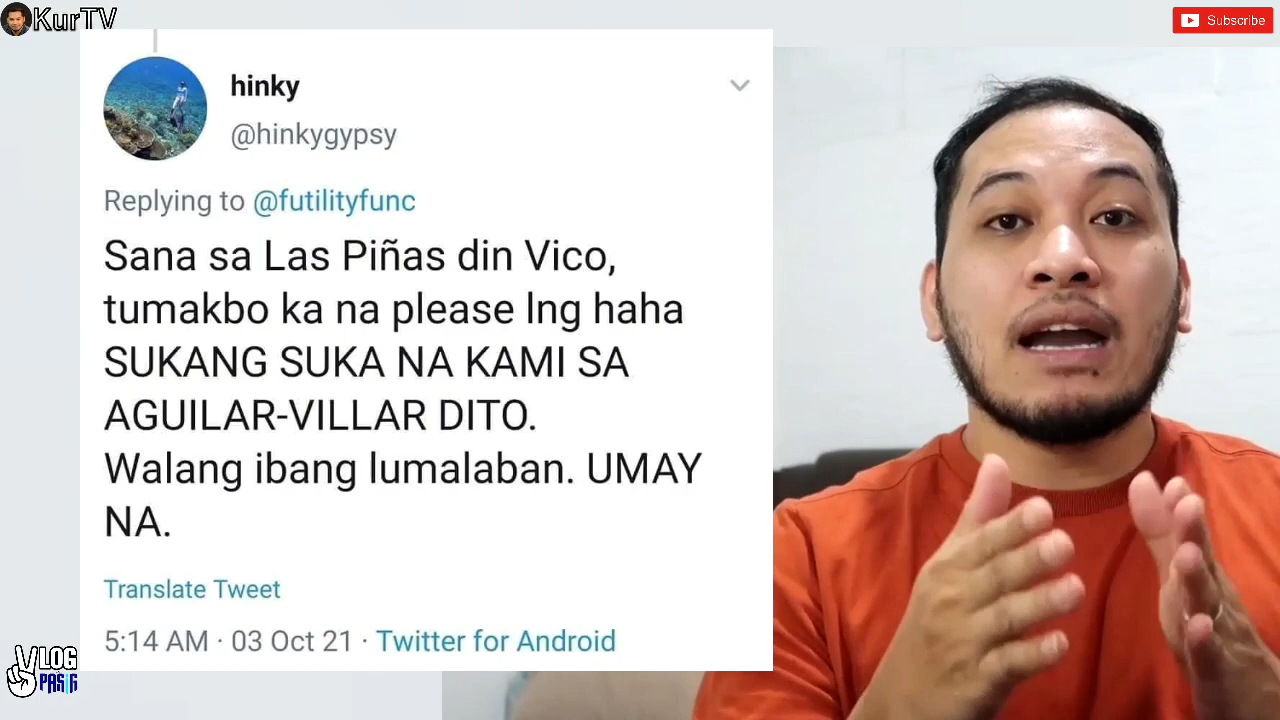 KurTV
Subscribe
hinky
@hinkygypsy
Replying to @futilityfunc
Sana sa Las Piñas din Vico,
tumakbo ka na please lng haha
SUKANG SUKA NA KAMI SA
AGUILAR-VILLAR DITO.
Walang ibang lumalaban. UMAY
NA.
Translate Tweet
5:14 AM · 03 Oct 21 · Twitter for Android
VLOG
PASIG